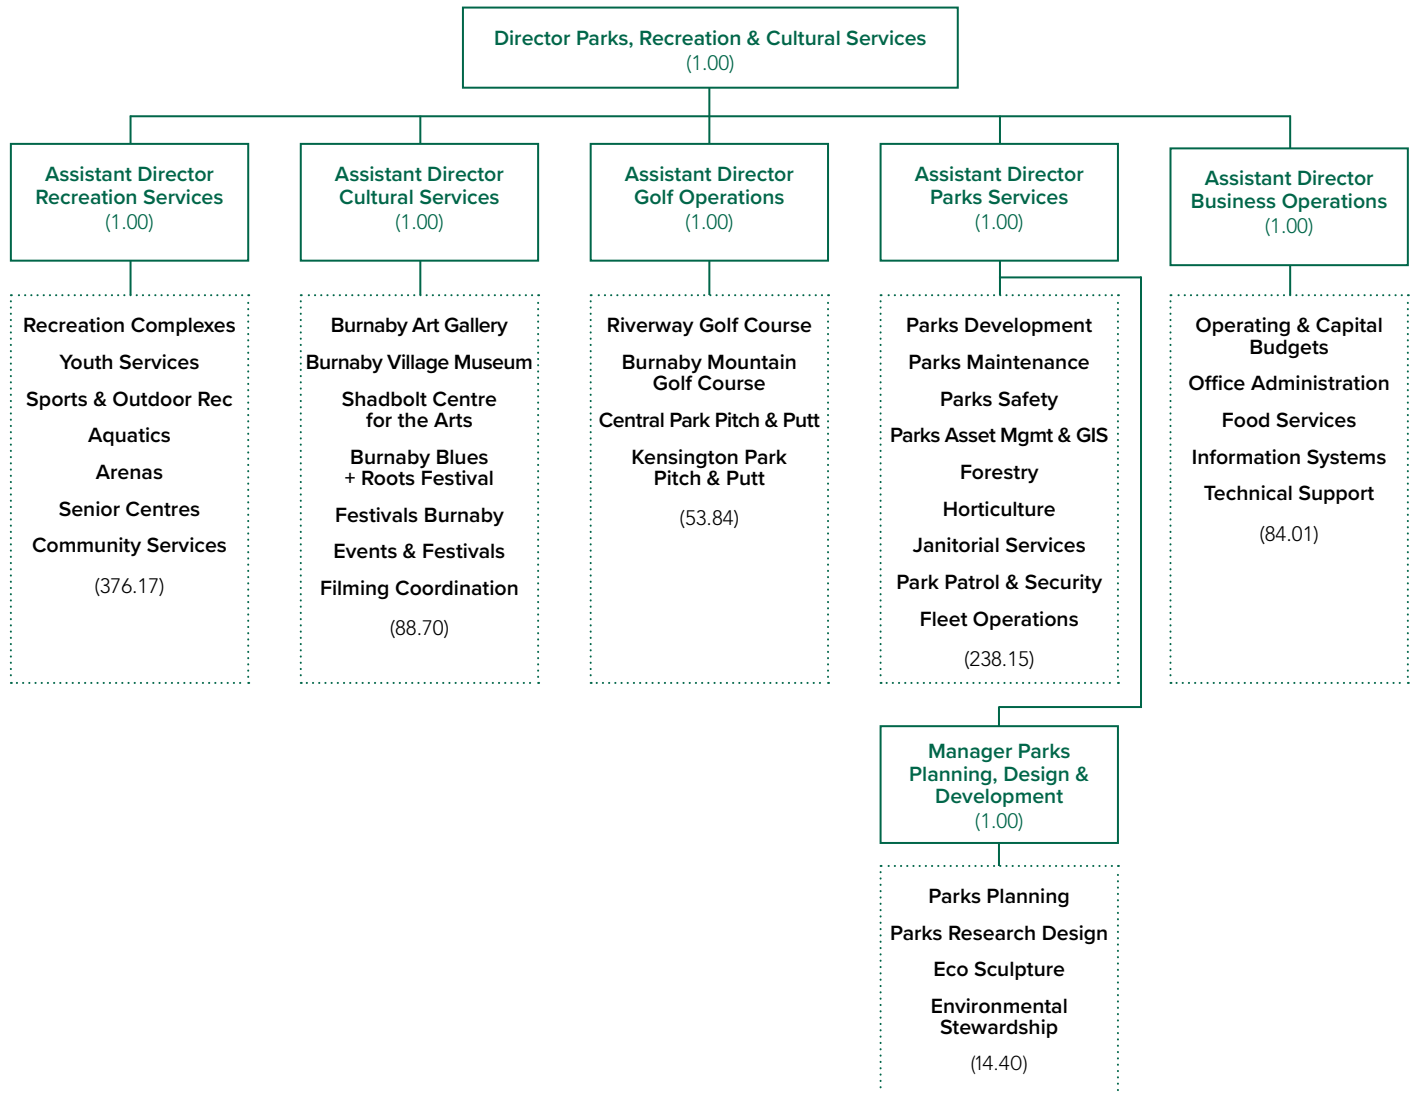 Director Parks, Recreation & Cultural Services
(1.00)
Assistant Director
Recreation Services
(1.00)
Recreation Complexes
Youth Services
Sports & Outdoor Rec
Aquatics
Arenas
Senior Centres
Community Services
(376.17)
Assistant Director
Cultural Services
(1.00)
Burnaby Art Gallery
Burnaby Village Museum
Shadbolt Centre
for the Arts
Burnaby Blues
+ Roots Festival
Festivals Burnaby
Events & Festivals
Filming Coordination
(88.70)
Assistant Director
Golf Operations
(1.00)
Riverway Golf Course
Burnaby Mountain
Golf Course
Central Park Pitch & Putt
Kensington Park
Pitch & Putt
(53.84)
Assistant Director
Parks Services
(1.00)
Parks Development
Parks Maintenance
Parks Safety
Parks Asset Mgmt & GIS
Forestry
Horticulture
Janitorial Services
Park Patrol & Security
Fleet Operations
(238.15)
Manager Parks
Planning, Design &
Development
(1.00)
Parks Planning
Parks Research Design
Eco Sculpture
Environmental
Stewardship
(14.40)
Assistant Director
Business Operations
(1.00)
Operating & Capital
Budgets
Office Administration
Food Services
Information Systems
Technical Support
(84.01)